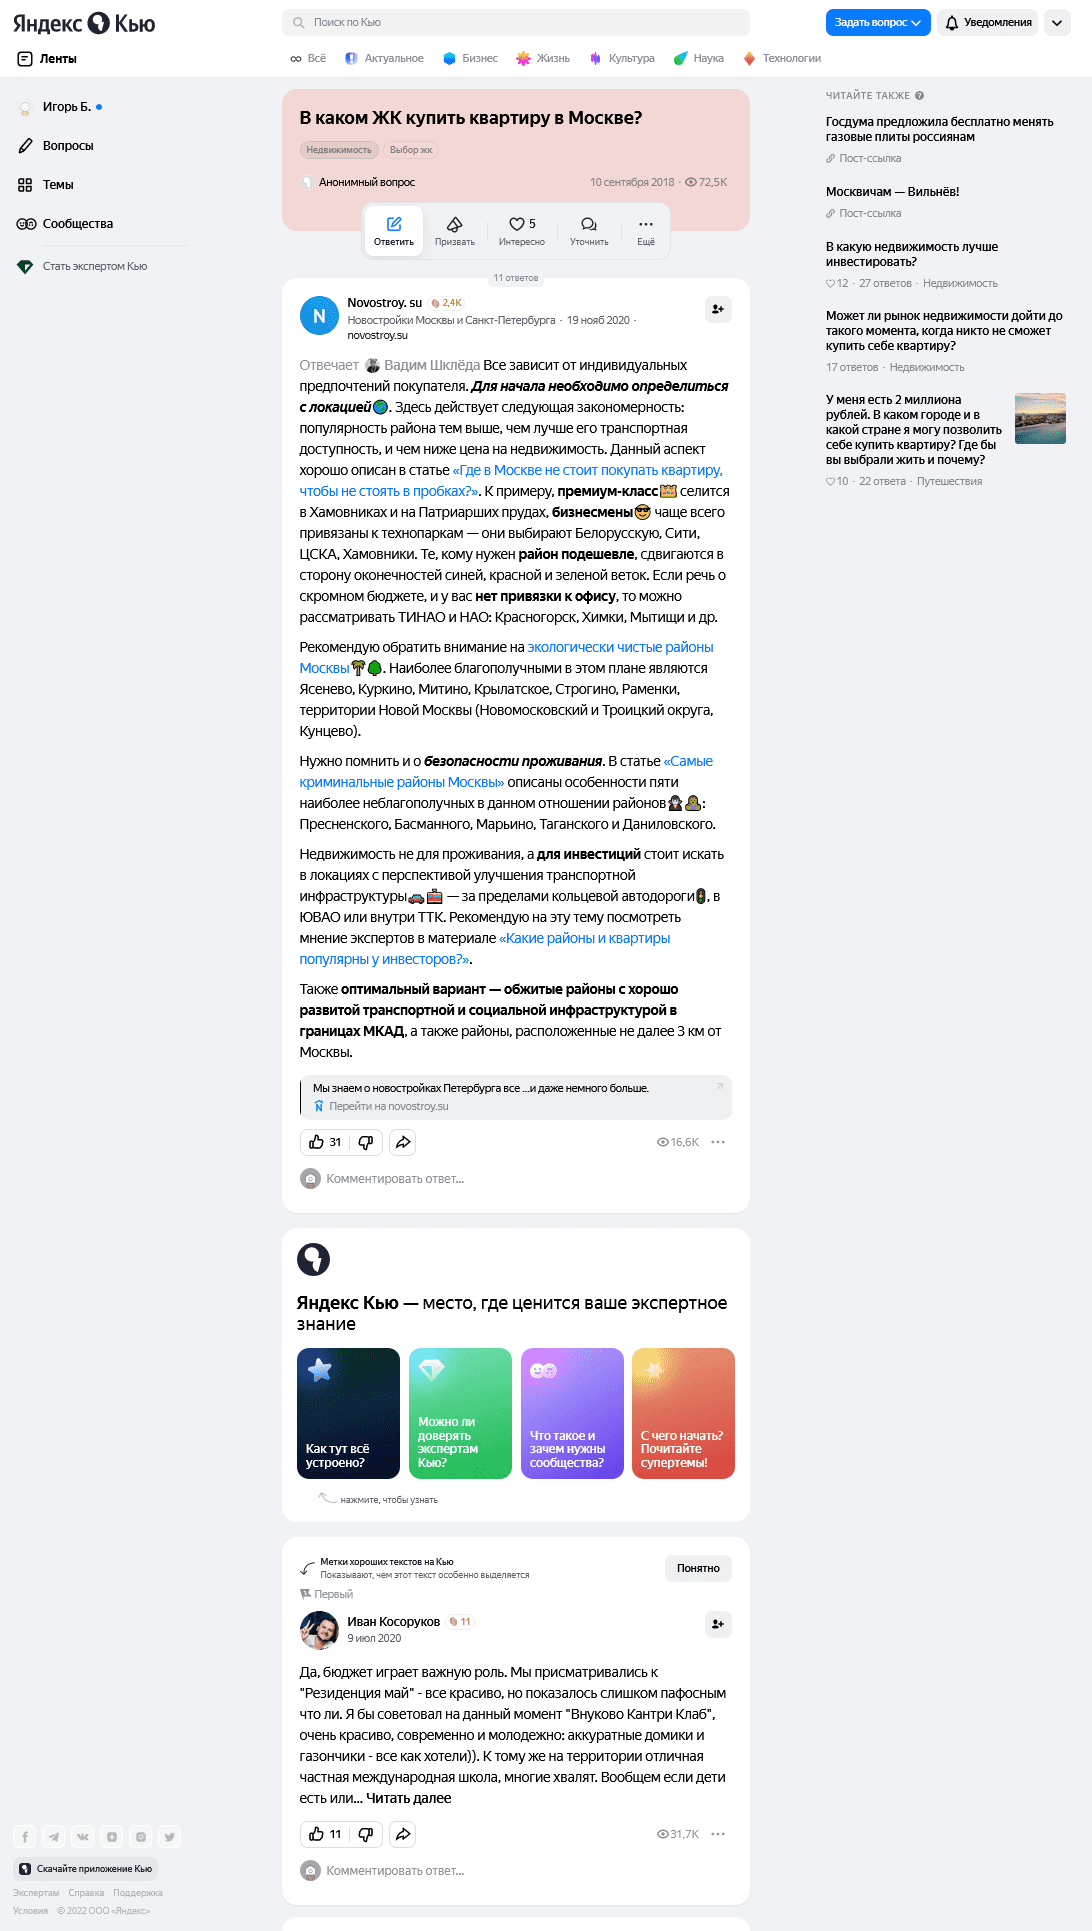 Яндекс Кью
Поиск по Кью
Задать вопрос
Уведомления
Ленты
Всё
Актуальное
Бизнес
Жизнь
Культура
Наука
Технологии
Игорь Б.
Вопросы
Темы
Сообщества
Стать экспертом Кью
В каком ЖК купить квартиру в Москве?
Недвижимость
Выбор жк
Анонимный вопрос
10 сентября 2018 · 72,5K
Ответить
Призвать
5
Интересно
Уточнить
Ещё
11 ответов
Novostroy. su 2,4K
Новостройки Москвы и Санкт-Петербурга · 19 нояб 2020 ·
novostroy.su
Отвечает Вадим Шклёда Все зависит от индивидуальных
предпочтений покупателя. Для начала необходимо определиться
с локацией. Здесь действует следующая закономерность:
популярность района тем выше, чем лучше его транспортная
доступность, и чем ниже цена на недвижимость. Данный аспект
хорошо описан в статье «Где в Москве не стоит покупать квартиру,
чтобы не стоять в пробках?». К примеру, премиум-класс селится
в Хамовниках и на Патриарших прудах, бизнесмены чаще всего
привязаны к технопаркам — они выбирают Белорусскую, Сити,
ЦСКА, Хамовники. Те, кому нужен район подешевле, сдвигаются в
сторону оконечностей синей, красной и зеленой веток. Если речь о
скромном бюджете, и у вас нет привязки к офису, то можно
рассматривать ТИНАО и НАО: Красногорск, Химки, Мытищи и др.
Рекомендую обратить внимание на экологически чистые районы
Москвы. Наиболее благополучными в этом плане являются
Ясенево, Куркино, Митино, Крылатское, Строгино, Раменки,
территории Новой Москвы (Новомосковский и Троицкий округа,
Кунцево).
Нужно помнить и о безопасности проживания. В статье «Самые
криминальные районы Москвы» описаны особенности пяти
наиболее неблагополучных в данном отношении районов:
Пресненского, Басманного, Марьино, Таганского и Даниловского.
Недвижимость не для проживания, а для инвестиций стоит искать
в локациях с перспективой улучшения транспортной
инфраструктуры — за пределами кольцевой автодороги, в
ЮВАО или внутри ТТК. Рекомендую на эту тему посмотреть
мнение экспертов в материале «Какие районы и квартиры
популярны у инвесторов?».
Также оптимальный вариант — обжитые районы с хорошо
развитой транспортной и социальной инфраструктурой в
границах МКАД, а также районы, расположенные не далее 3 км от
Москвы.
Мы знаем о новостройках Петербурга все ...и даже немного больше.
Перейти на novostroy.su
31
16,6K
Комментировать ответ...
Яндекс Кью — место, где ценится ваше экспертное
знание
Как тут всё
устроено?
Можно ли
доверять
экспертам
Кью?
Что такое и
зачем нужны
сообщества?
С чего начать?
Почитайте
супертемы!
нажмите, чтобы узнать
Метки хороших текстов на Кью
Показывают, чем этот текст особенно выделяется
Понятно
Первый
Иван Косоруков 11
9 июл 2020
Да, бюджет играет важную роль. Мы присматривались к
"Резиденция май" - все красиво, но показалось слишком пафосным
что ли. Я бы советовал на данный момент "Внуково Кантри Клаб",
очень красиво, современно и молодежно: аккуратные домики и
газончики - все как хотели)). К тому же на территории отличная
частная международная школа, многие хвалят. Вообщем если дети
есть или... Читать далее
11
31,7K
Комментировать ответ...
ЧИТАЙТЕ ТАКЖЕ
Госдума предложила бесплатно менять
газовые плиты россиянам
Пост-ссылка
Москвичам — Вильнёв!
Пост-ссылка
В какую недвижимость лучше
инвестировать?
12 · 27 ответов · Недвижимость
Может ли рынок недвижимости дойти до
такого момента, когда никто не сможет
купить себе квартиру?
17 ответов · Недвижимость
У меня есть 2 миллиона
рублей. В каком городе и в
какой стране я могу позволить
себе купить квартиру? Где бы
вы выбрали жить и почему?
10 · 22 ответа · Путешествия
Скачайте приложение Кью
Экспертам Справка Поддержка
Условия © 2022 ООО «Яндекс»